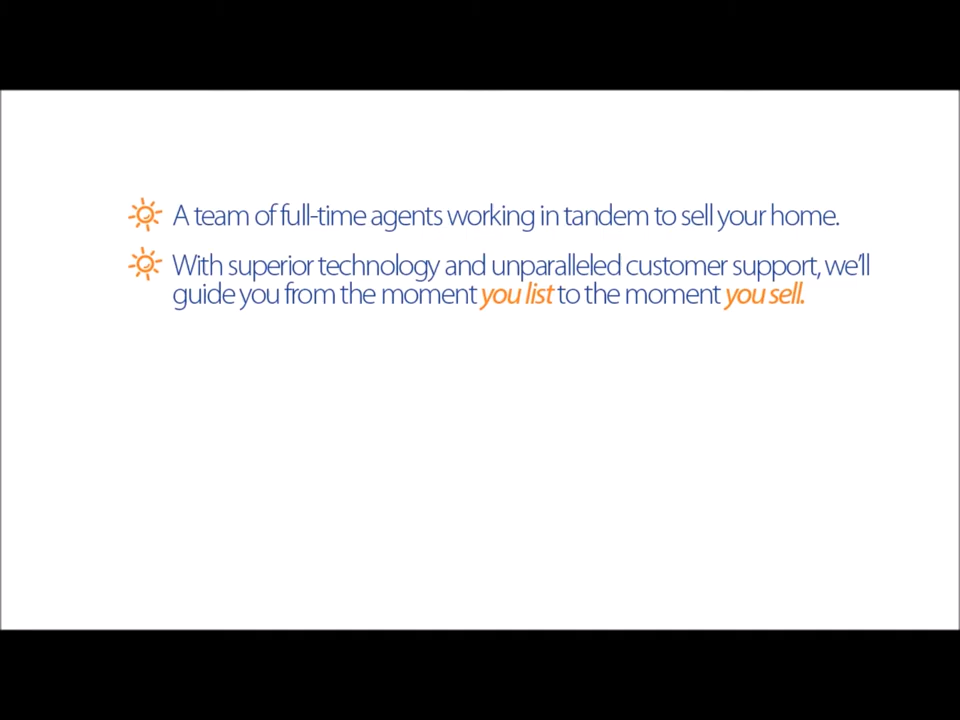 A team of full-time agents working in tandem to sell your home.
With superior technology and unparalleled customer support, we'll
guide you from the moment you list to the moment you sell.